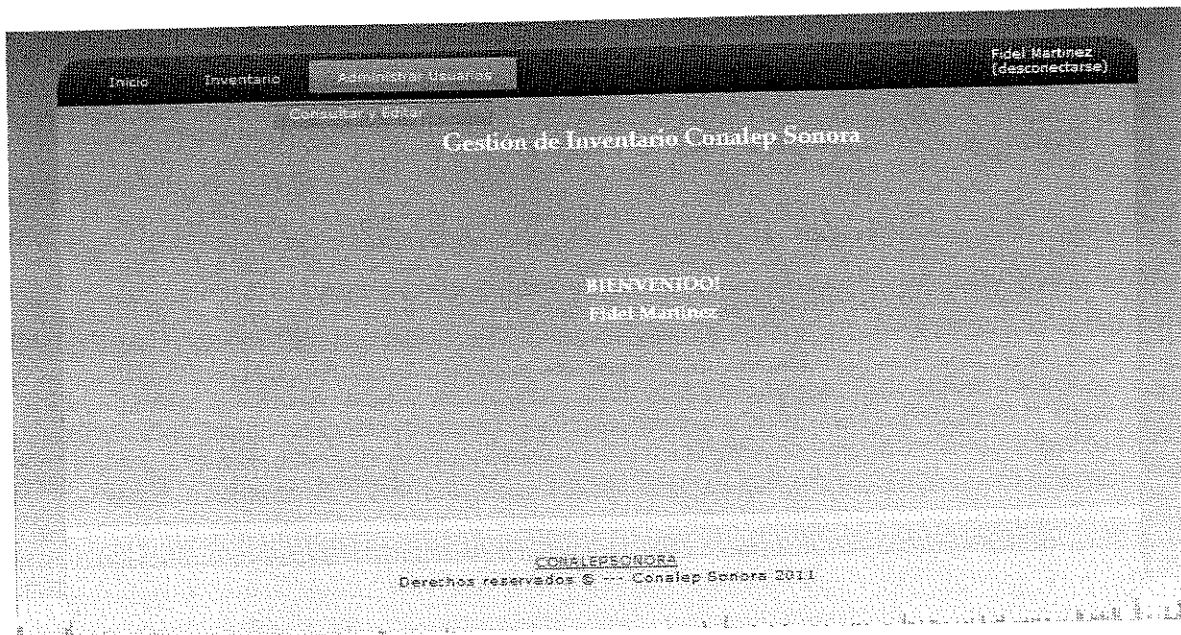 Inicio Inventario Administrar Usuarios
Fidel Martinez
(desconectarse)
Consultar y Editar
Gestión de Inventario Conalep Sonora
BIENVENIDO!
Fidel Martinez
CONALEPSONORA
Derechos reservados © --- Conalep Sonora 2011